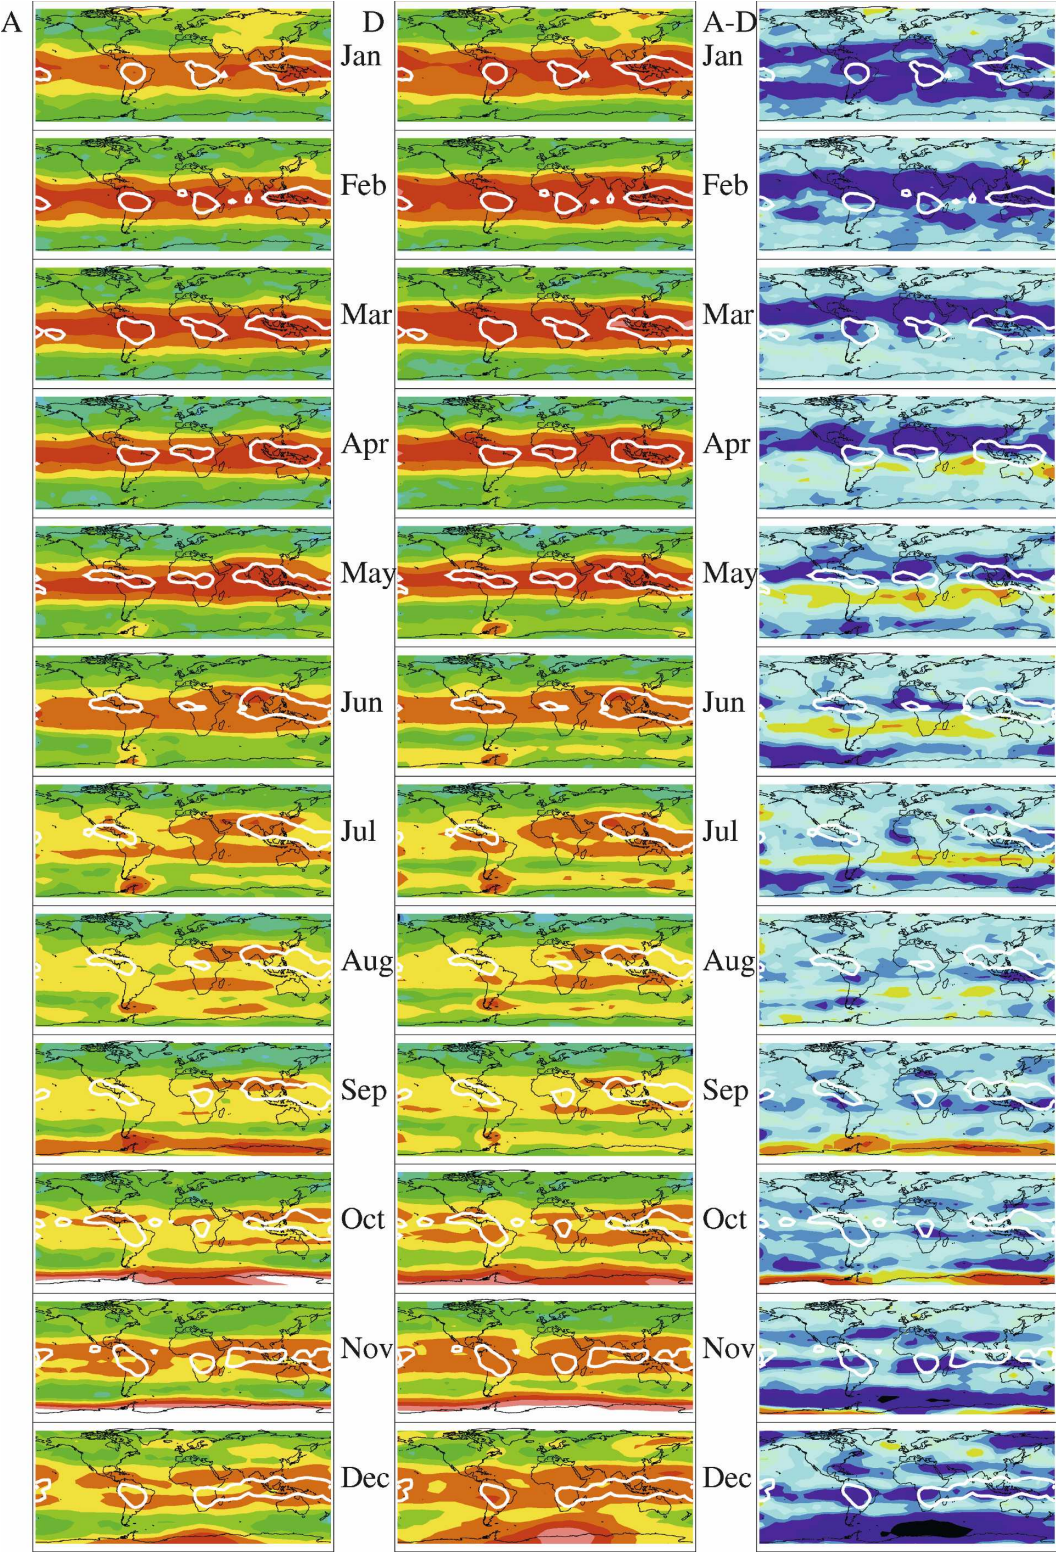 A D A-D
Jan Jan
Feb Feb
Mar Mar
Apr Apr
May May
Jun Jun
Jul Jul
Aug Aug
Sep Sep
Oct Oct
Nov Nov
Dec Dec